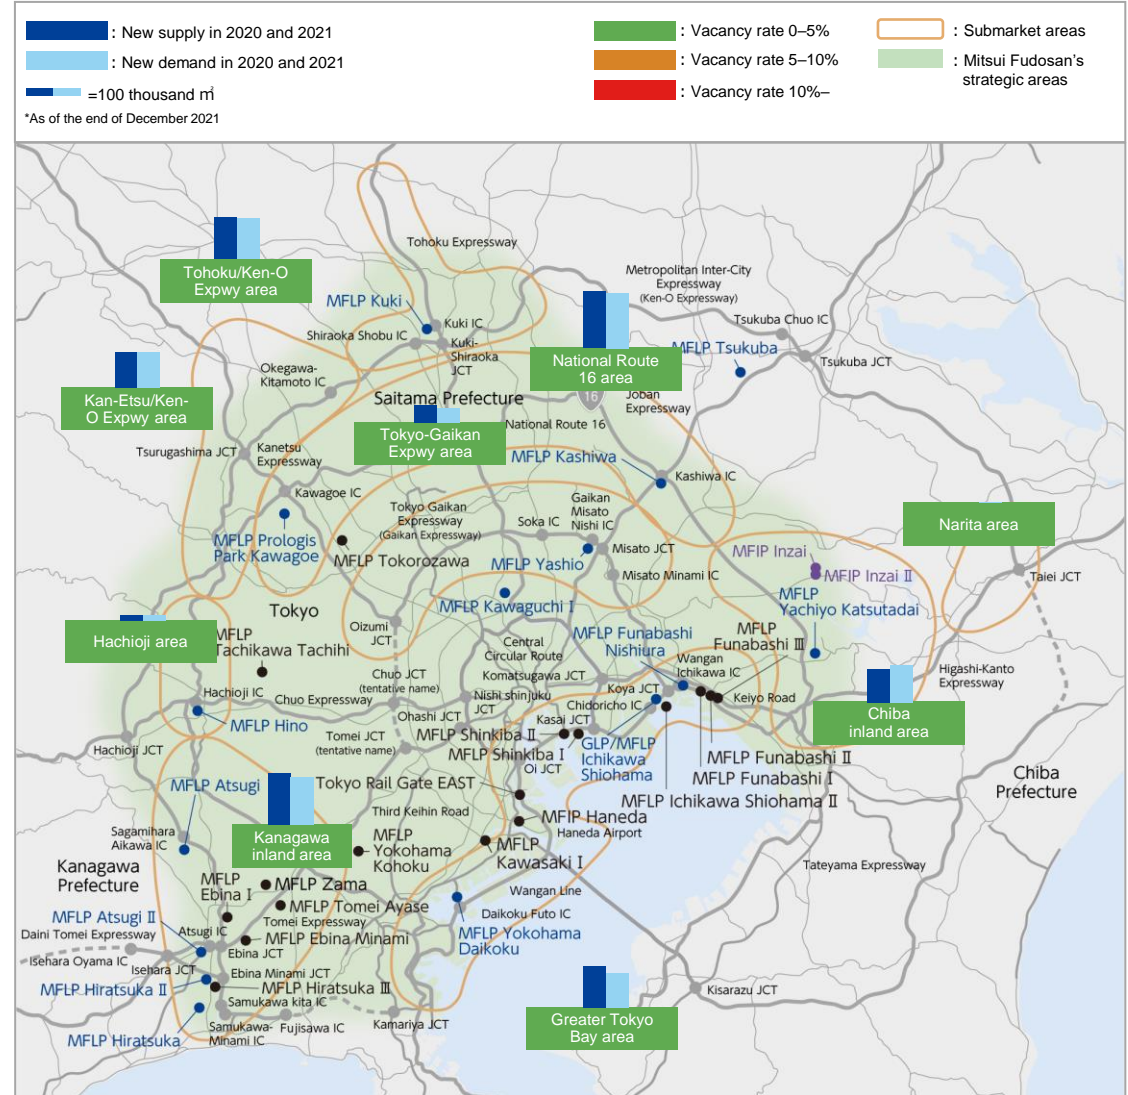 : New supply in 2020 and 2021
: New demand in 2020 and 2021
=100 thousand ㎡
*As of the end of December 2021
: Vacancy rate 0–5%
: Vacancy rate 5–10%
: Vacancy rate 10%–
: Submarket areas
: Mitsui Fudosan's
strategic areas
Tohoku Expressway
Tohoku/Ken-O
Expwy area
Metropolitan Inter-City
Expressway
(Ken-O Expressway)
MFLP Kuki
Kuki IC
Shiraoka Shobu IC
Kuki-
Shiraoka
JCT
Tsukuba Chuo IC
MFLP Tsukuba
Tsukuba JCT
National Route
16 area
Okegawa-
Kitamoto IC
Kan-Etsu/Ken-
O Expwy area
Saitama Prefecture
16
Joban
Expressway
National Route 16
Tokyo-Gaikan
Expwy area
Tsurugashima JCT
Kanetsu
Expressway
MFLP Kashiwa
Kashiwa IC
Kawagoe IC
Tokyo Gaikan
Expressway
(Gaikan Expressway)
Gaikan
Misato
Nishi IC
Soka IC
Narita area
MFLP Prologis
Park Kawagoe
MFLP Tokorozawa
MFLP Yashio
Misato JCT
Misato Minami IC
MFIP Inzai
MFIP Inzai II
Taiei JCT
MFLP
Yachiyo Katsutadai
MFLP Kawaguchi I
Tokyo
Oizumi
JCT
Hachioji area
MFLP
Tachikawa Tachihi
Central
Circular Route
MFLP Funabashi
Nishiura
MFLP
Funabashi III
Wangan
Ichikawa IC
Komatsugawa JCT
Koya JCT
Keiyo Road
Higashi-Kanto
Expressway
Chuo JCT
(tentative name)
Hachioji IC
Chuo Expressway
Nishi shinjuku
JCT
Chidoricho IC
Ohashi JCT
Kasai JCT
MFLP Hino
Chiba
inland area
Tomei JCT
(tentative name)
Hachioji JCT
MFLP Shinkiba II
MFLP Shinkiba I
Oi JCT
GLP/MFLP
Ichikawa
Shiohama
MFLP Funabashi II
MFLP Funabashi I
MFLP Ichikawa Shiohama II
Chiba
Prefecture
MFLP Atsugi
Tokyo Rail Gate EAST
Third Keihin Road
MFIP Haneda
Haneda Airport
Sagamihara
Aikawa IC
Kanagawa
inland area
MFLP
Yokohama
Kohoku
MFLP
Kawasaki I
Tateyama Expressway
Kanagawa
Prefecture
MFLP
Ebina I
MFLP Zama
MFLP Tomei Ayase
Tomei Expressway
Wangan Line
Daikoku Futo IC
MFLP Atsugi II
Daini Tomei Expressway
Atsugi IC
MFLP Ebina Minami
Ebina JCT
MFLP Yokohama
Daikoku
Isehara Oyama IC
Isehara JCT
Ebina Minami JCT
MFLP Hiratsuka II
MFLP Hiratsuka III
Samukawa kita IC
Kisarazu JCT
MFLP Hiratsuka
Samukawa-
Minami IC
Fujisawa IC
Kamariya JCT
Greater Tokyo
Bay area